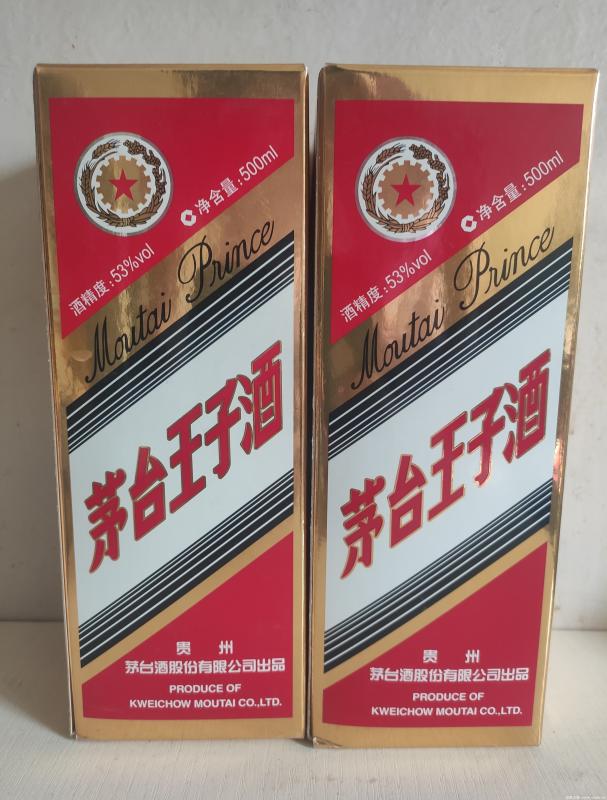 净含量：500ml
酒精度：53%vol
Moutai Prince
茅台王子酒
贵 州
茅台酒股份有限公司出品
PRODUCE OF
KWEICHOW MOUTAI CO.,LTD.
净含量：500ml
酒精度：53%vol
Moutai Prince
茅台王子酒
贵 州
茅台酒股份有限公司出品
PRODUCE OF
KWEICHOW MOUTAI CO.,LTD.